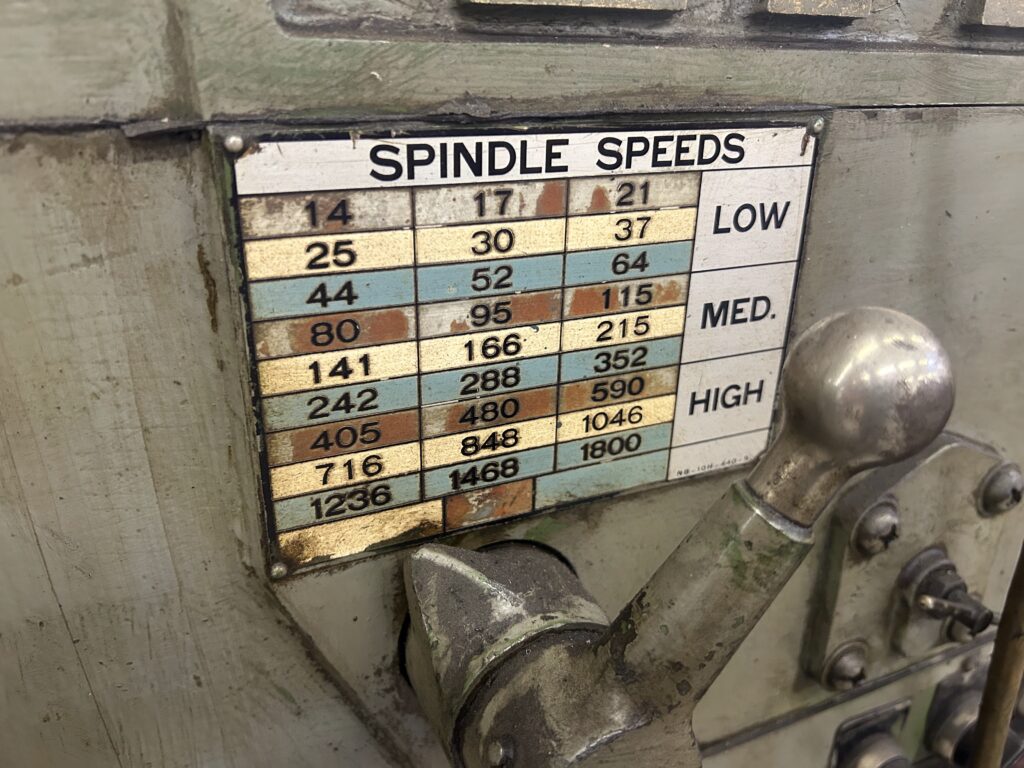 SPINDLE SPEEDS
14 17 21
LOW
25 30 37
44 52 64
80 95 115
MED.
141 166 215
242 288 352
405 480 590
HIGH
716 848 1046
1236 1468 1800